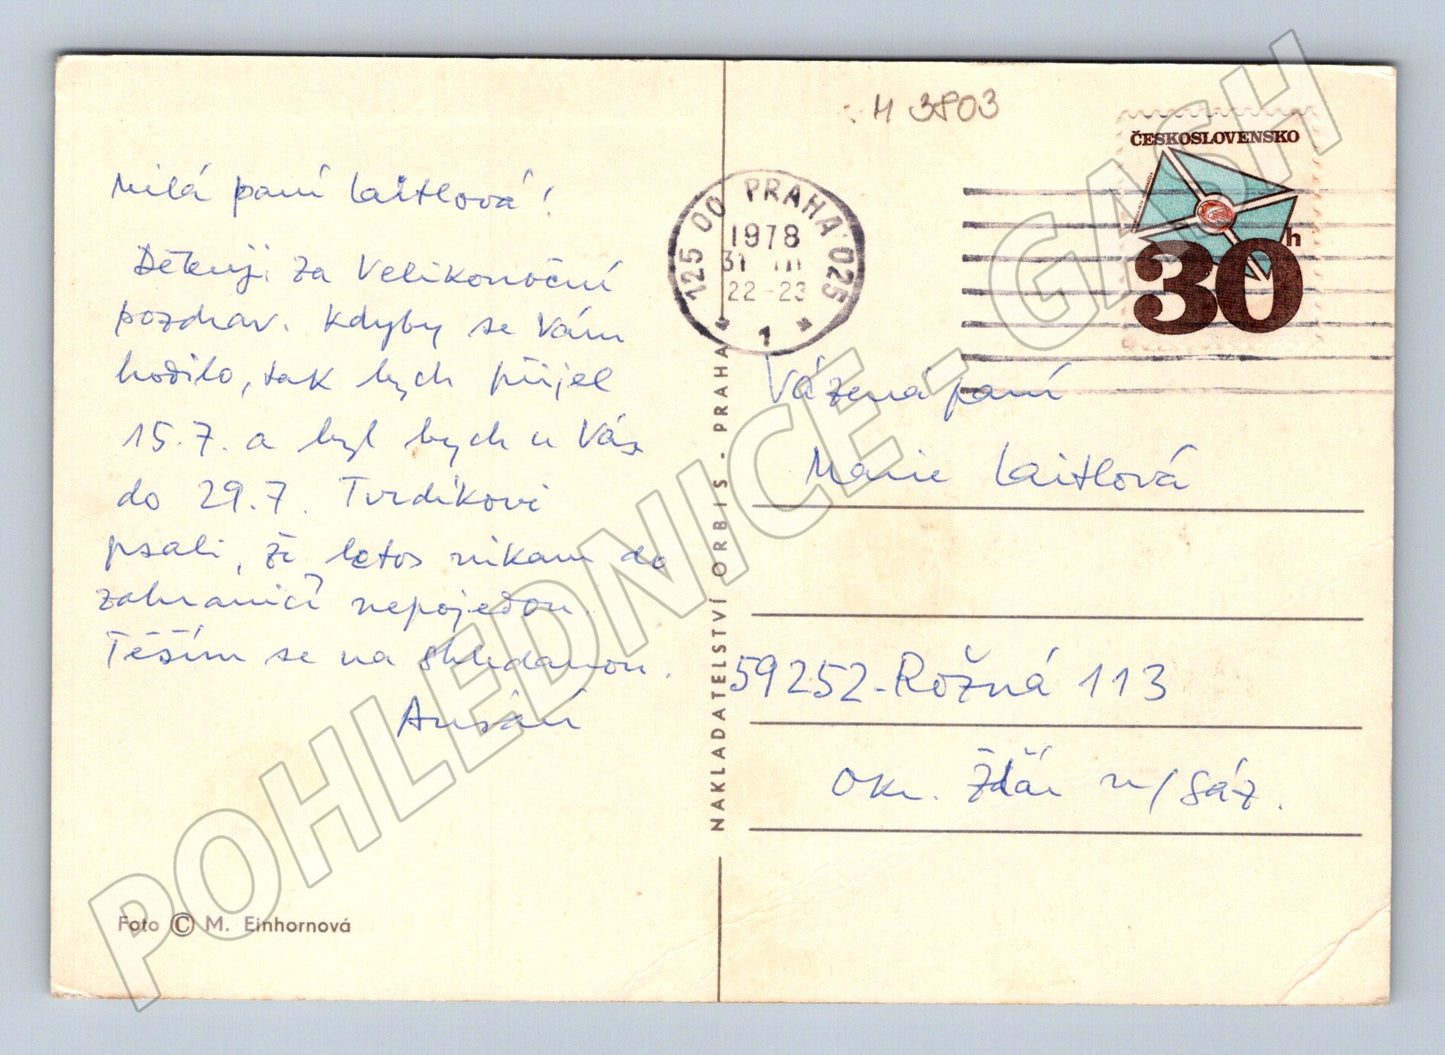 Milá paní Laitlová!
Děkuji za Velikonoční
pozdrav. Kdyby se Vám
hodilo, tak bych přijel
15.7. a byl bych u Vás
do 29.7. Tvrdíkovi
psali, že letos nikam do
zahraničí nepojedou.
Těším se na shledanou.
Foto © M. Einhornová
NAKLADATELSTVÍ ORBIS - PRAHA
M 3803
125 00 PRAHA 025
1978
31 III
22-23
1
ČESKOSLOVENSKO
30h
Vážená paní
Marie Laitlová
59252-Rožná 113
okr. Žďár n/Sáz.
POHLEDNICE - GASH